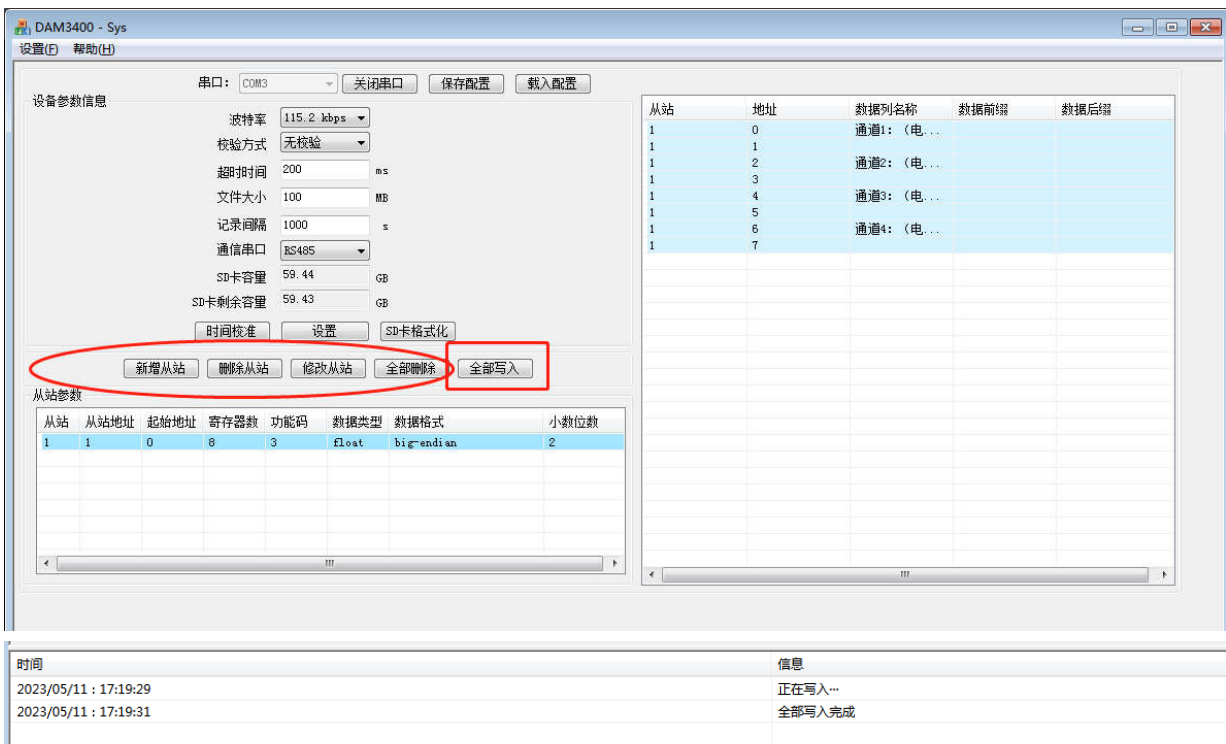 DAM3400 - Sys
设置(F) 帮助(H)
串口: COM3 关闭串口 保存配置 载入配置
设备参数信息
波特率 115.2 kbps
校验方式 无校验
超时时间 200 ms
文件大小 100 MB
记录间隔 1000 s
通信串口 RS485
SD卡容量 59.44 GB
SD卡剩余容量 59.43 GB
时间校准 设置 SD卡格式化
新增从站 删除从站 修改从站 全部删除 全部写入
从站参数
从站 从站地址 起始地址 寄存器数 功能码 数据类型 数据格式 小数位数
1 1 0 8 3 float big-endian 2
从站 地址 数据列名称 数据前缀 数据后缀
1 0 通道1: (电...
1 1
1 2 通道2: (电...
1 3
1 4 通道3: (电...
1 5
1 6 通道4: (电...
1 7
时间 信息
2023/05/11 : 17:19:29 正在写入…
2023/05/11 : 17:19:31 全部写入完成